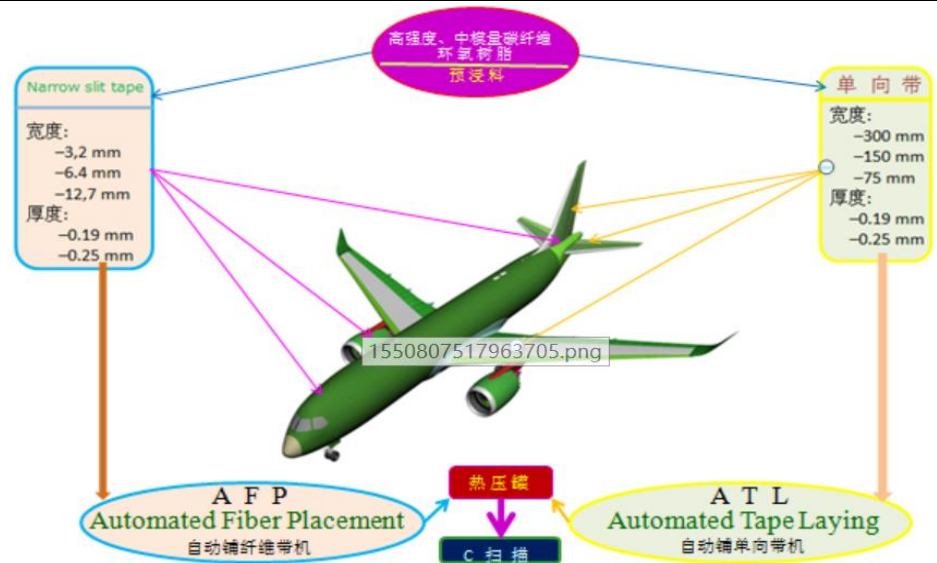 高强度、中模量碳纤维
环氧树脂
预浸料
Narrow slit tape
宽度:
–3,2 mm
–6.4 mm
–12,7 mm
厚度:
–0.19 mm
–0.25 mm
单 向 带
宽度:
–300 mm
–150 mm
–75 mm
厚度:
–0.19 mm
–0.25 mm
1550807517963705.png
A F P
Automated Fiber Placement
自动铺纤维带机
热压罐
C 扫 描
A T L
Automated Tape Laying
自动铺单向带机